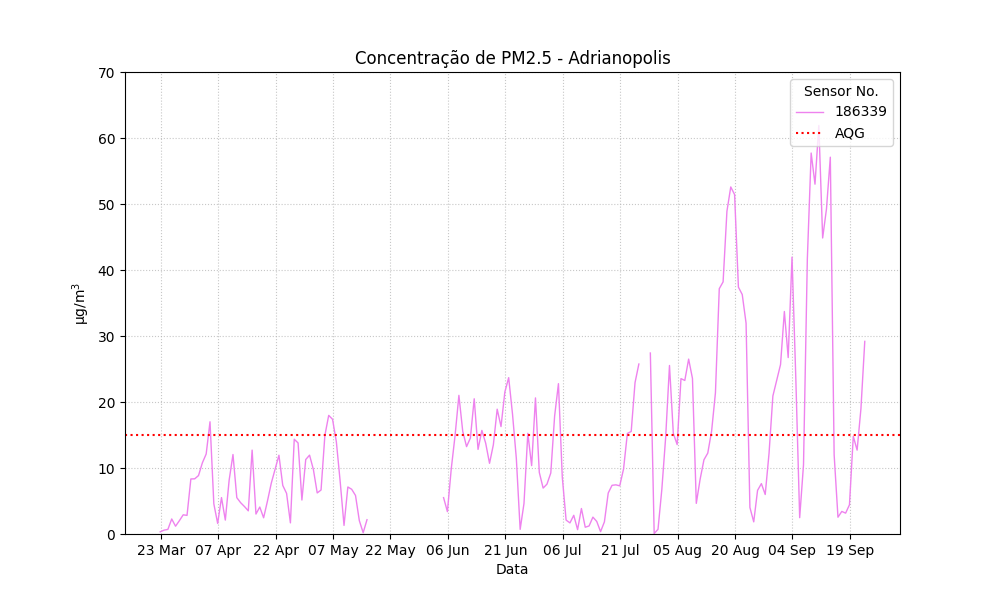 Concentração de PM2.5 - Adrianopolis
Sensor No.
186339
AQG
70
60
50
40
30
20
10
0
µg/m³
23 Mar 07 Apr 22 Apr 07 May 22 May 06 Jun 21 Jun 06 Jul 21 Jul 05 Aug 20 Aug 04 Sep 19 Sep
Data